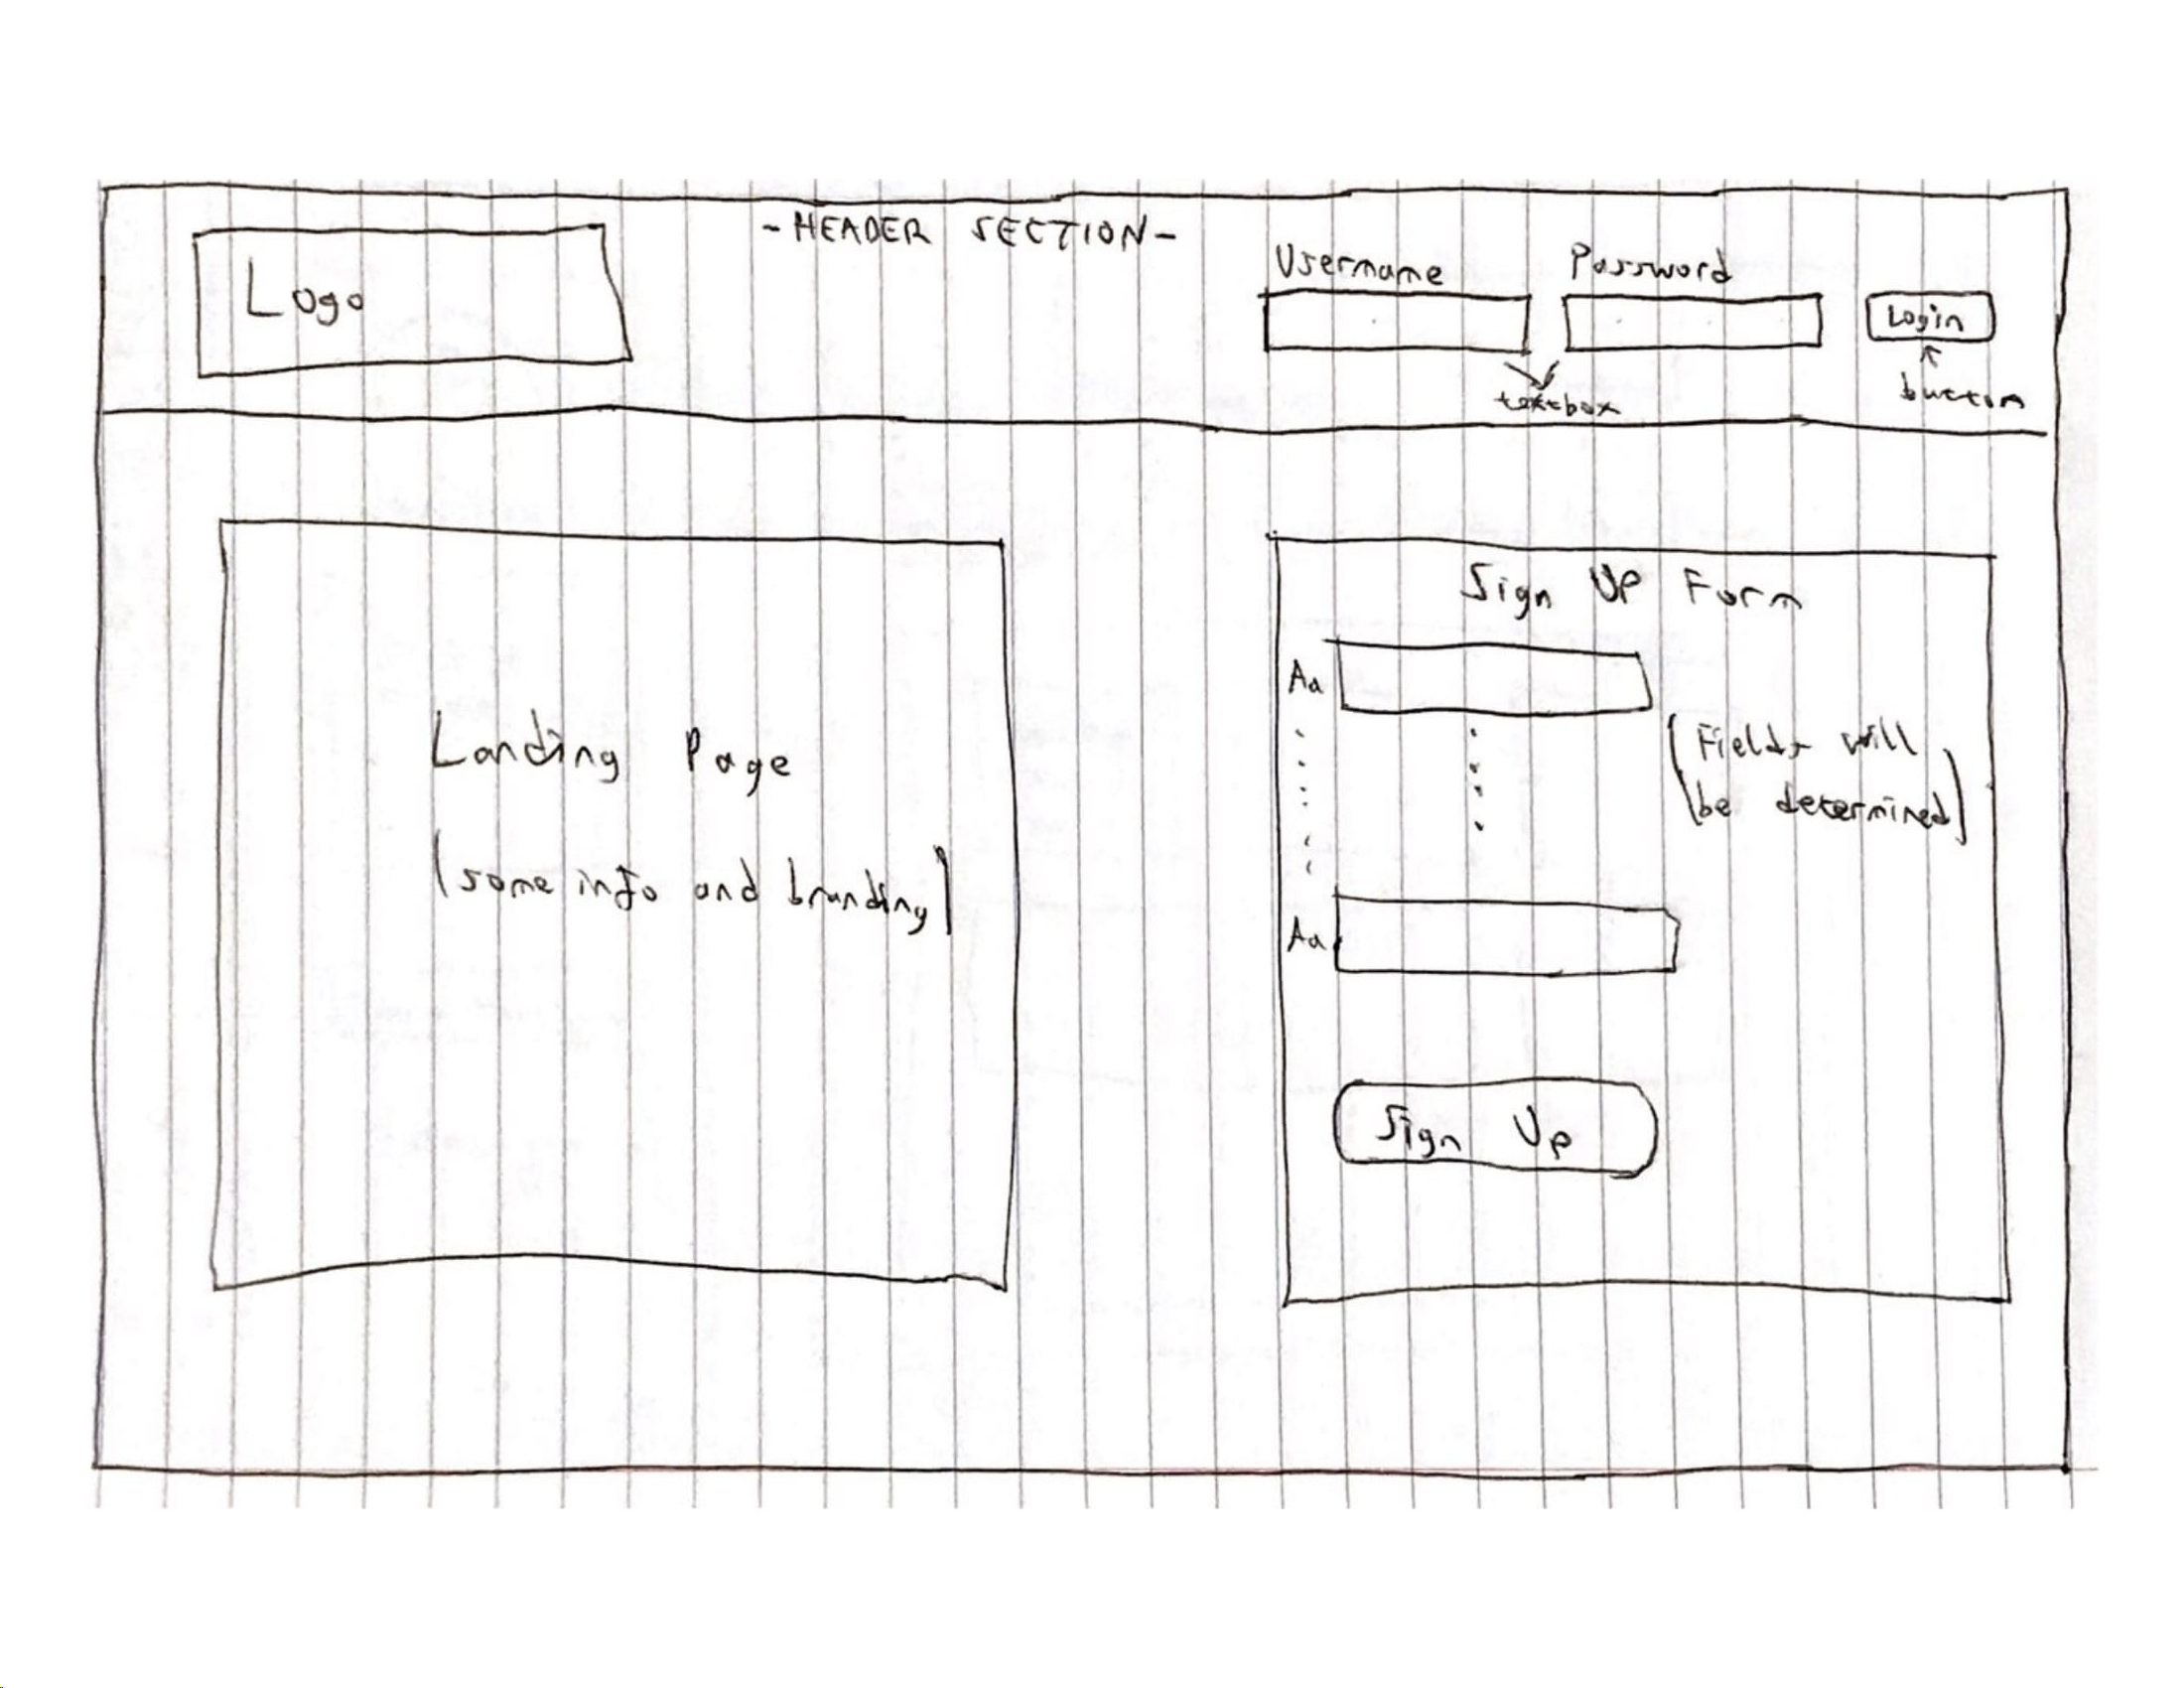 -HEADER SECTION-
Logo
Username
Password
Login
textbox
button
Landing Page
(some info and branding)
Sign Up Form
Aa
(Fields will
be determined)
Aa
Sign Up